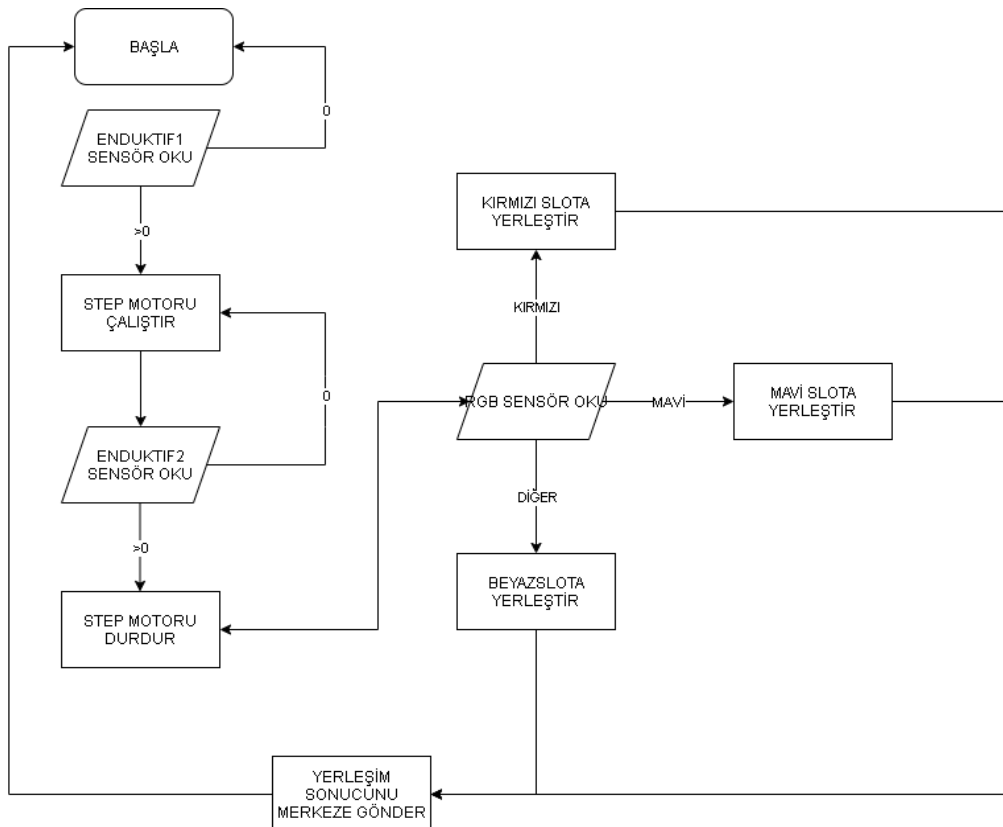 BAŞLA
0
ENDUKTIF1
SENSÖR OKU
>0
STEP MOTORU
ÇALIŞTIR
0
ENDUKTIF2
SENSÖR OKU
>0
STEP MOTORU
DURDUR
KIRMIZI SLOTA
YERLEŞTİR
KIRMIZI
RGB SENSÖR OKU
MAVİ
MAVİ SLOTA
YERLEŞTİR
DİĞER
BEYAZSLOTA
YERLEŞTİR
YERLEŞİM
SONUCUNU
MERKEZE GÖNDER